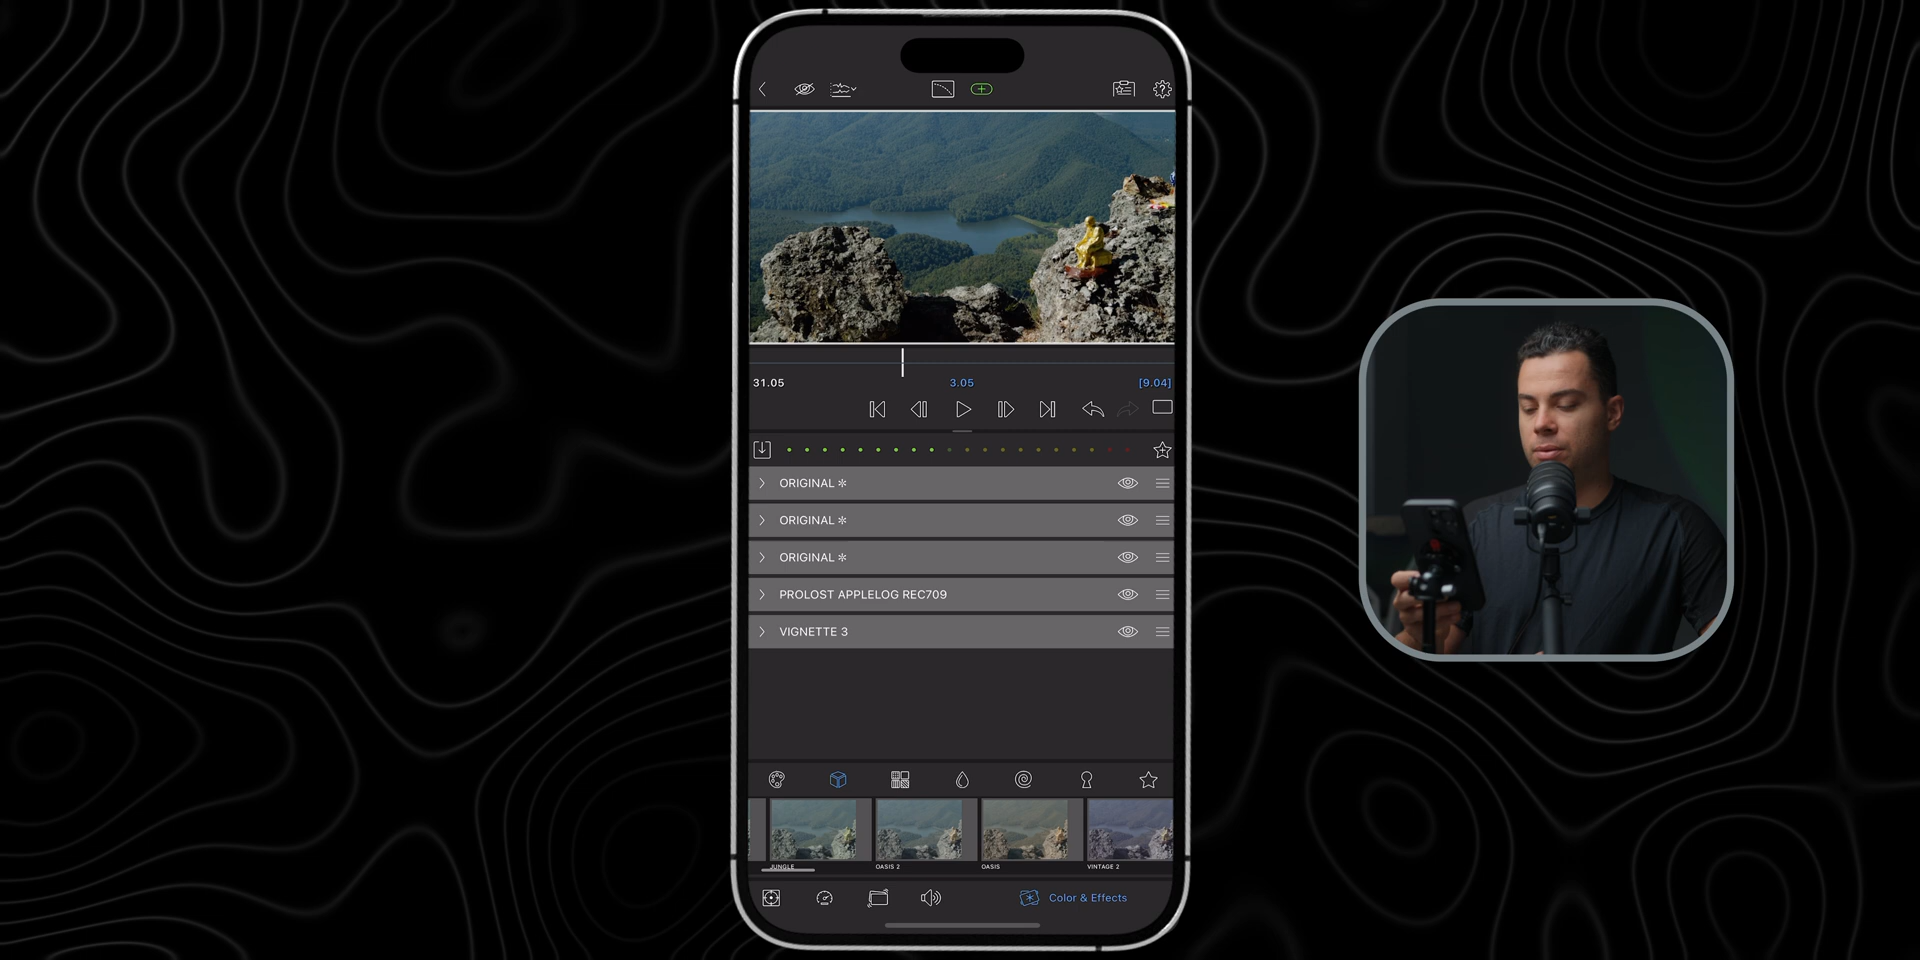 31.05
3.05
[9.04]
ORIGINAL ✲
ORIGINAL ✲
ORIGINAL ✲
PROLOST APPLELOG REC709
VIGNETTE 3
JUNGLE
OASIS 2
OASIS
VINTAGE 2
Color & Effects